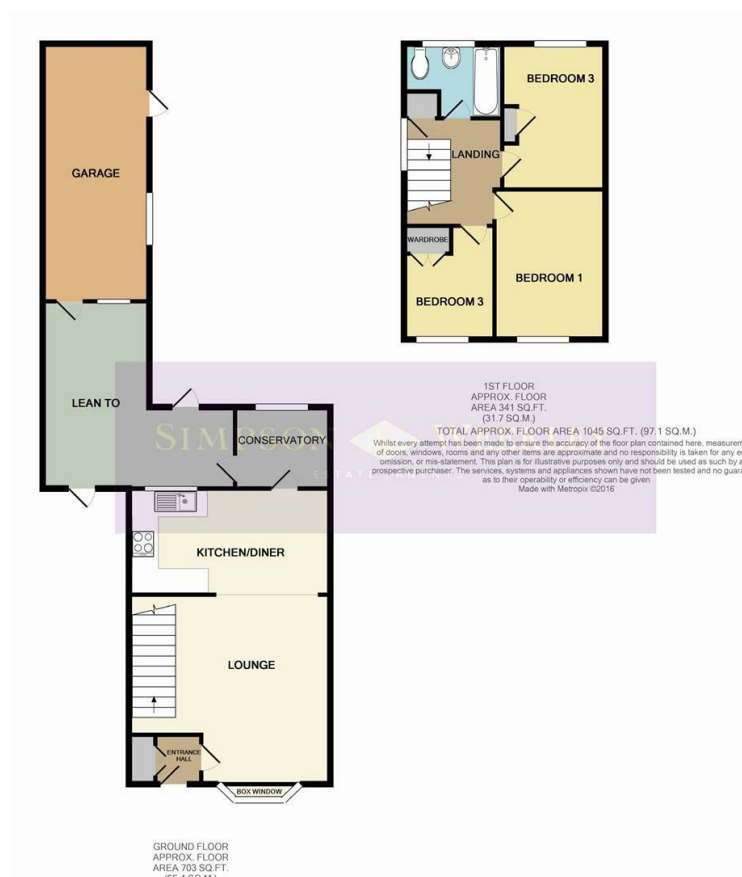 BEDROOM 3
GARAGE
LANDING
WARDROBE
BEDROOM 1
BEDROOM 3
1ST FLOOR
APPROX. FLOOR
AREA 341 SQ.FT.
(31.7 SQ.M.)
LEAN TO
TOTAL APPROX. FLOOR AREA 1045 SQ.FT. (97.1 SQ.M.)
Whilst every attempt has been made to ensure the accuracy of the floor plan contained here, measurem
of doors, windows, rooms and any other items are approximate and no responsibility is taken for any e
omission, or mis-statement. This plan is for illustrative purposes only and should be used as such by a
prospective purchaser. The services, systems and appliances shown have not been tested and no guara
as to their operability or efficiency can be given
Made with Metropix ©2016
SIMPSON
CONSERVATORY
KITCHEN/DINER
LOUNGE
ENTRANCE
HALL
BOX WINDOW
GROUND FLOOR
APPROX. FLOOR
AREA 703 SQ.FT.